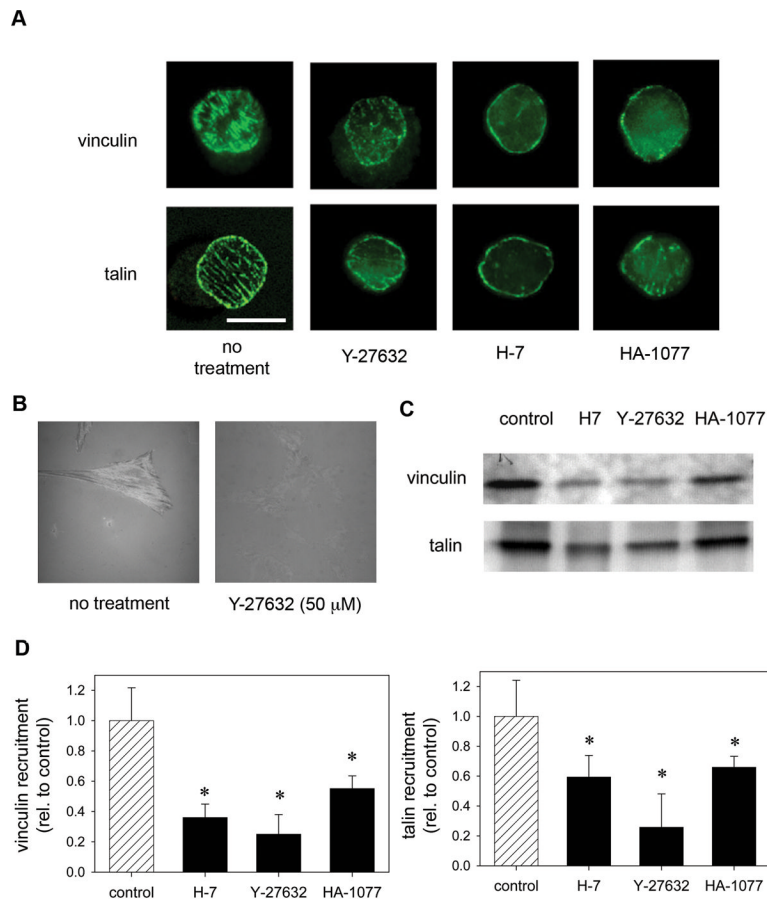 A
vinculin
talin
no
treatment
Y-27632
H-7
HA-1077
B
no treatment
Y-27632 (50 μM)
C
control H7 Y-27632 HA-1077
vinculin
talin
D
vinculin recruitment
(rel. to control)
1.2
1.0
0.8
0.6
0.4
0.2
0.0
*
*
*
control H-7 Y-27632 HA-1077
talin recruitment
(rel. to control)
1.2
1.0
0.8
0.6
0.4
0.2
0.0
*
*
*
control H-7 Y-27632 HA-1077